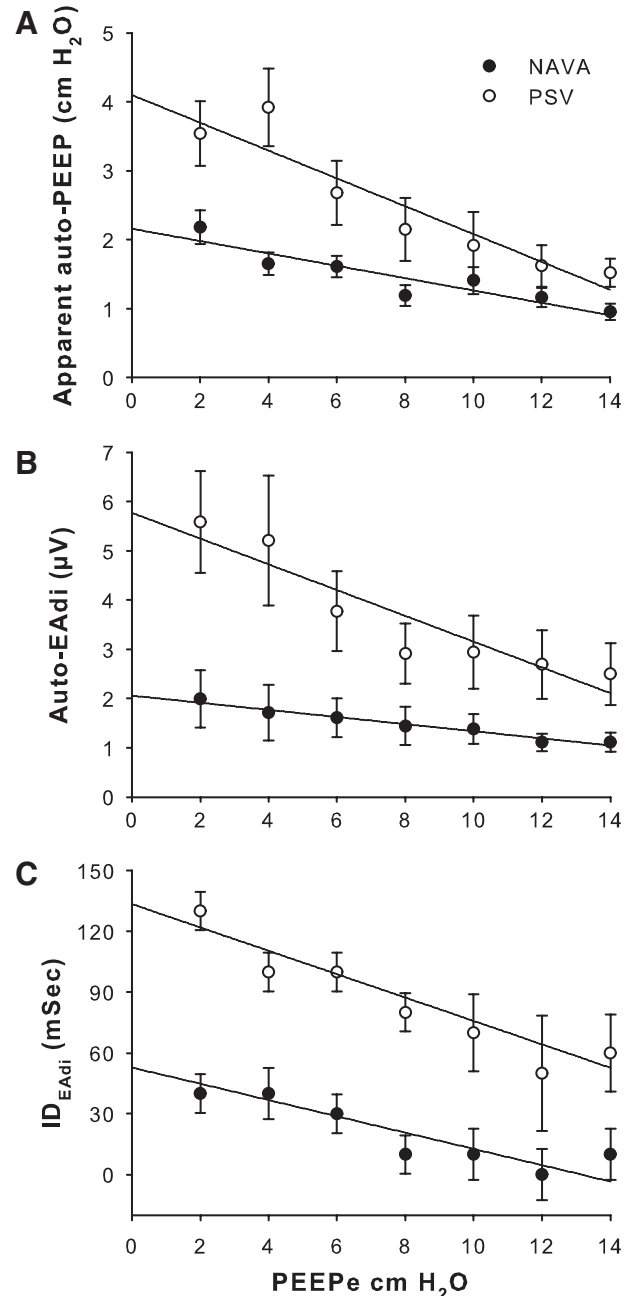 A
Apparent auto-PEEP (cm H₂O)
5
4
3
2
1
0
NAVA
PSV
0 2 4 6 8 10 12 14
B
Auto-EAdi (µV)
7
6
5
4
3
2
1
0
0 2 4 6 8 10 12 14
C
ID_EAdi (mSec)
150
120
90
60
30
0
0 2 4 6 8 10 12 14
PEEPe cm H₂O